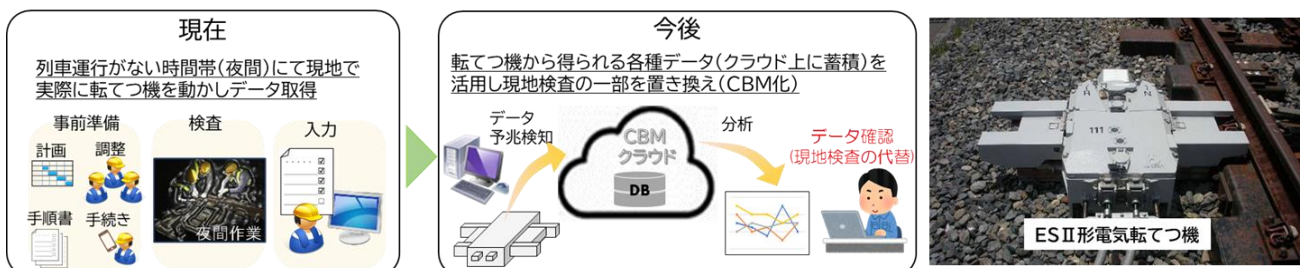 現在
列車運行がない時間帯(夜間)にて現地で
実際に転てつ機を動かしデータ取得
事前準備
計画
調整
手順書
手続き
検査
夜間作業
入力
今後
転てつ機から得られる各種データ(クラウド上に蓄積)を
活用し現地検査の一部を置き換え(CBM化)
データ
予兆検知
CBM
クラウド
DB
分析
データ確認
(現地検査の代替)
111
ESⅡ形電気転てつ機